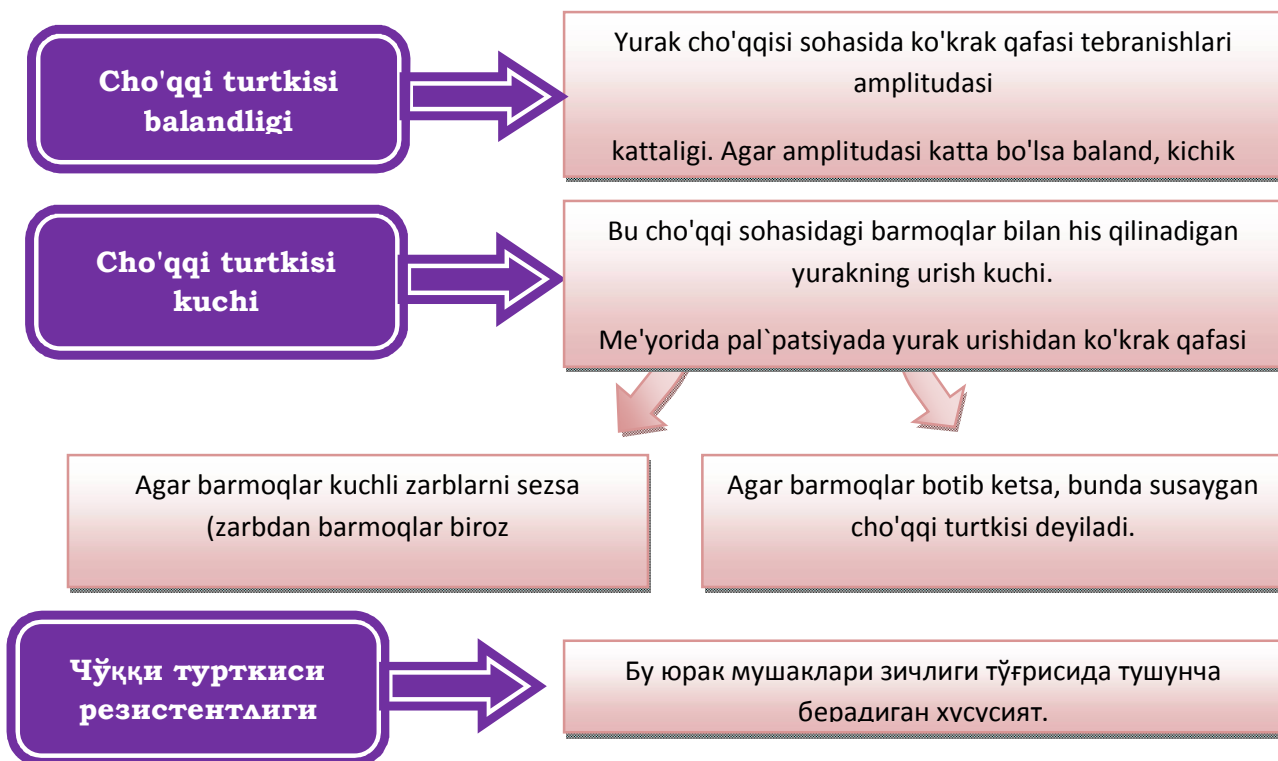 Cho'qqi turtkisi
balandligi
Yurak cho'qqisi sohasida ko'krak qafasi tebranishlari
amplitudasi
kattaligi. Agar amplitudasi katta bo'lsa baland, kichik
Cho'qqi turtkisi
kuchi
Bu cho'qqi sohasidagi barmoqlar bilan his qilinadigan
yurakning urish kuchi.
Me'yorida pal`patsiyada yurak urishidan ko'krak qafasi
Agar barmoqlar kuchli zarblarni sezsa
(zarbdan barmoqlar biroz
Agar barmoqlar botib ketsa, bunda susaygan
cho'qqi turtkisi deyiladi.
Чўққи турткиси
резистентлиги
Бу юрак мушаклари зичлиги тўғрисида тушунча
берадиган хусусият.